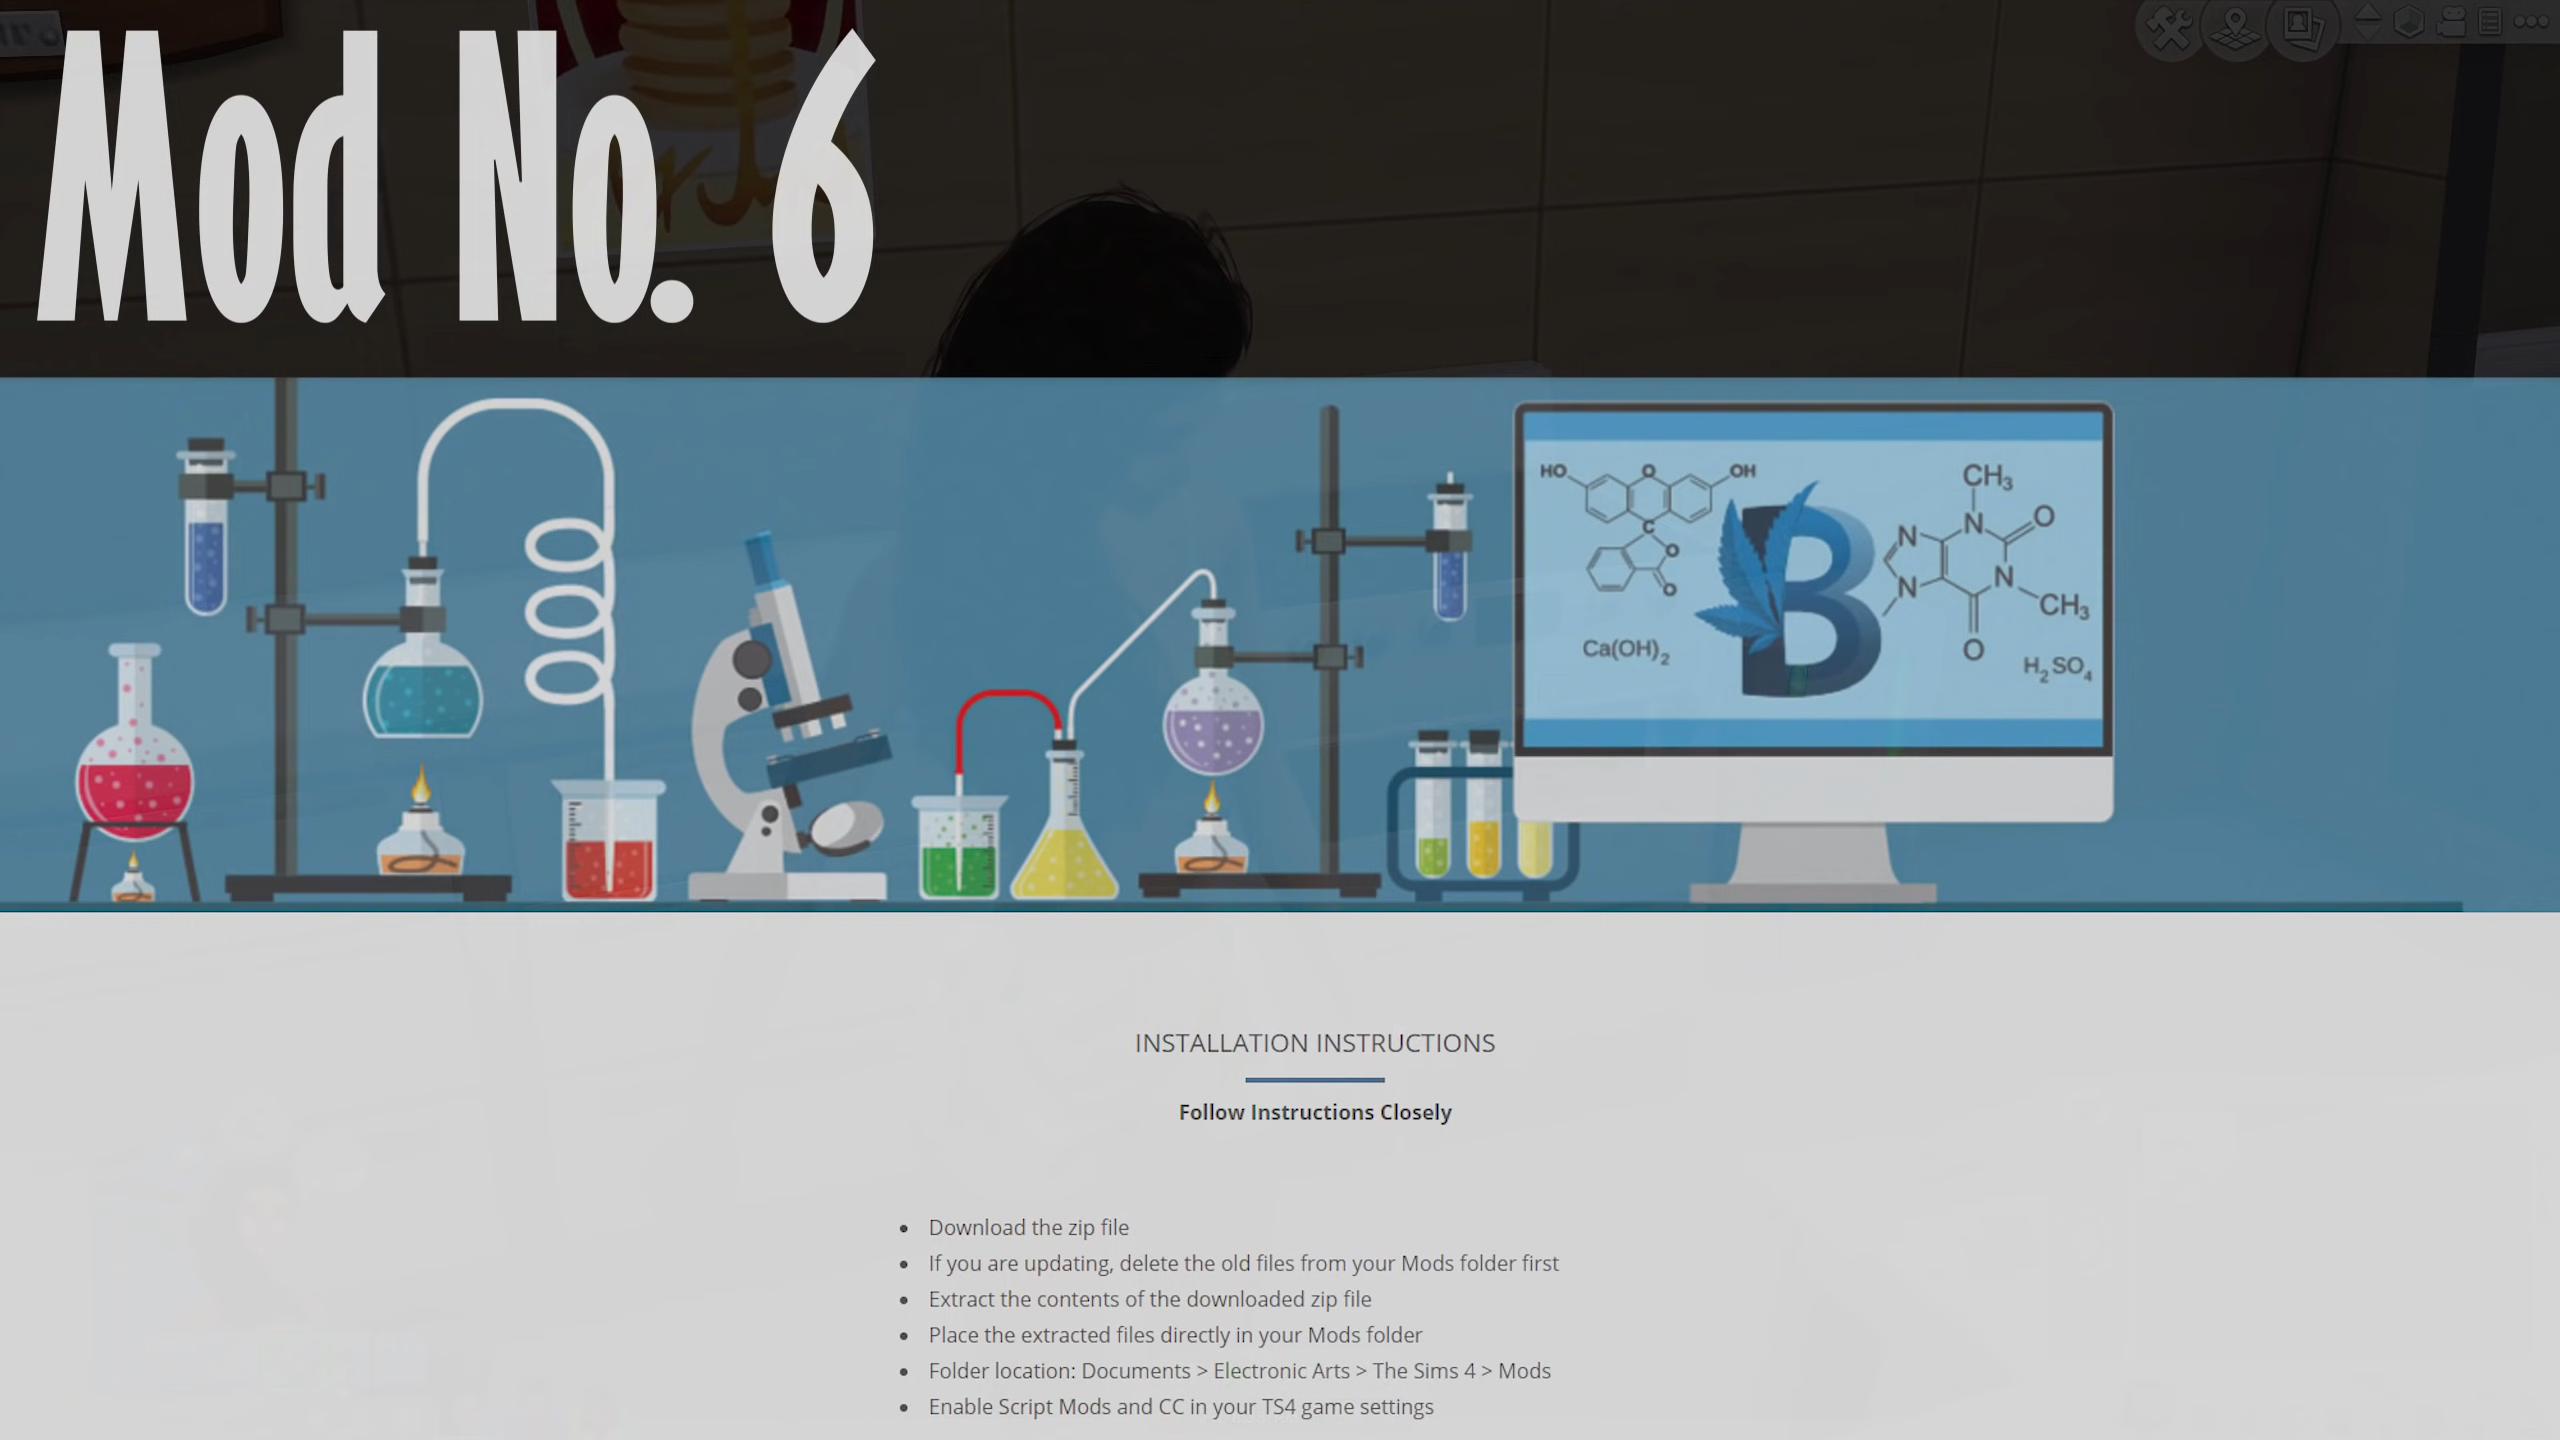 Mod No. 6
HO
O
OH
C
O
O
CH3
N
N
O
N
N
CH3
O
Ca(OH)2
H2SO4
B
INSTALLATION INSTRUCTIONS
Follow Instructions Closely
• Download the zip file
• If you are updating, delete the old files from your Mods folder first
• Extract the contents of the downloaded zip file
• Place the extracted files directly in your Mods folder
• Folder location: Documents > Electronic Arts > The Sims 4 > Mods
• Enable Script Mods and CC in your TS4 game settings